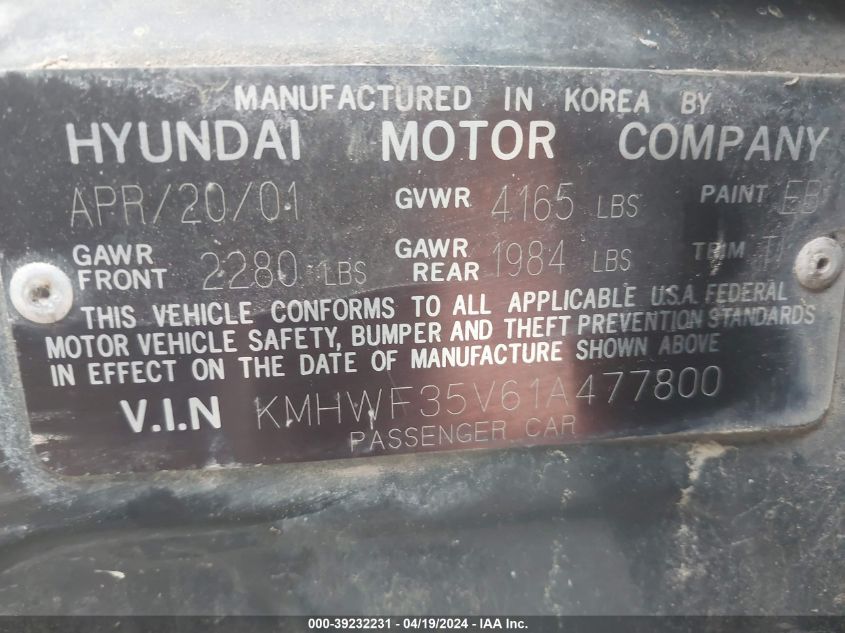 MANUFACTURED IN KOREA BY
HYUNDAI MOTOR COMPANY
APR/20/01 GVWR 4165 LBS PAINT EB
GAWR FRONT 2280 LBS GAWR REAR 1984 LBS TRIM
THIS VEHICLE CONFORMS TO ALL APPLICABLE U.S.A. FEDERAL
MOTOR VEHICLE SAFETY, BUMPER AND THEFT PREVENTION STANDARDS
IN EFFECT ON THE DATE OF MANUFACTURE SHOWN ABOVE
V.I.N KMHWF35V61A477800
PASSENGER CAR
000-39232231 - 04/19/2024 - IAA Inc.